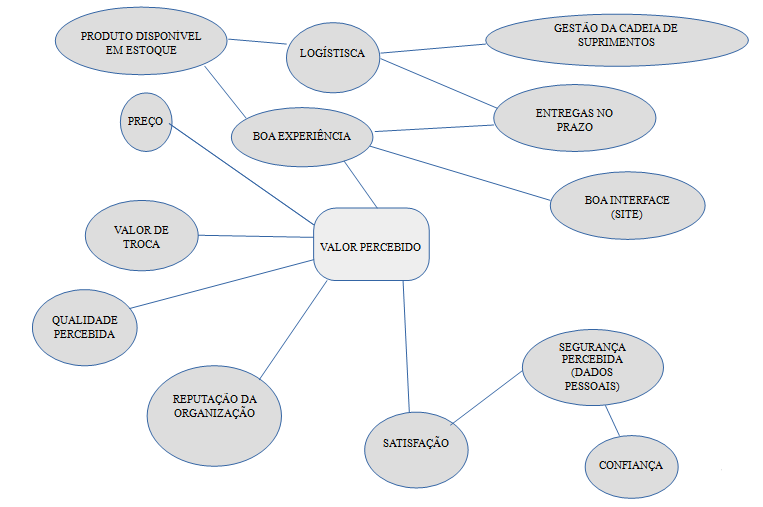 PRODUTO DISPONÍVEL
EM ESTOQUE
LOGÍSTISCA
GESTÃO DA CADEIA DE
SUPRIMENTOS
PREÇO
BOA EXPERIÊNCIA
ENTREGAS NO
PRAZO
BOA INTERFACE
(SITE)
VALOR DE
TROCA
VALOR PERCEBIDO
QUALIDADE
PERCEBIDA
SEGURANÇA
PERCEBIDA
(DADOS
PESSOAIS)
REPUTAÇÃO DA
ORGANIZAÇÃO
SATISFAÇÃO
CONFIANÇA